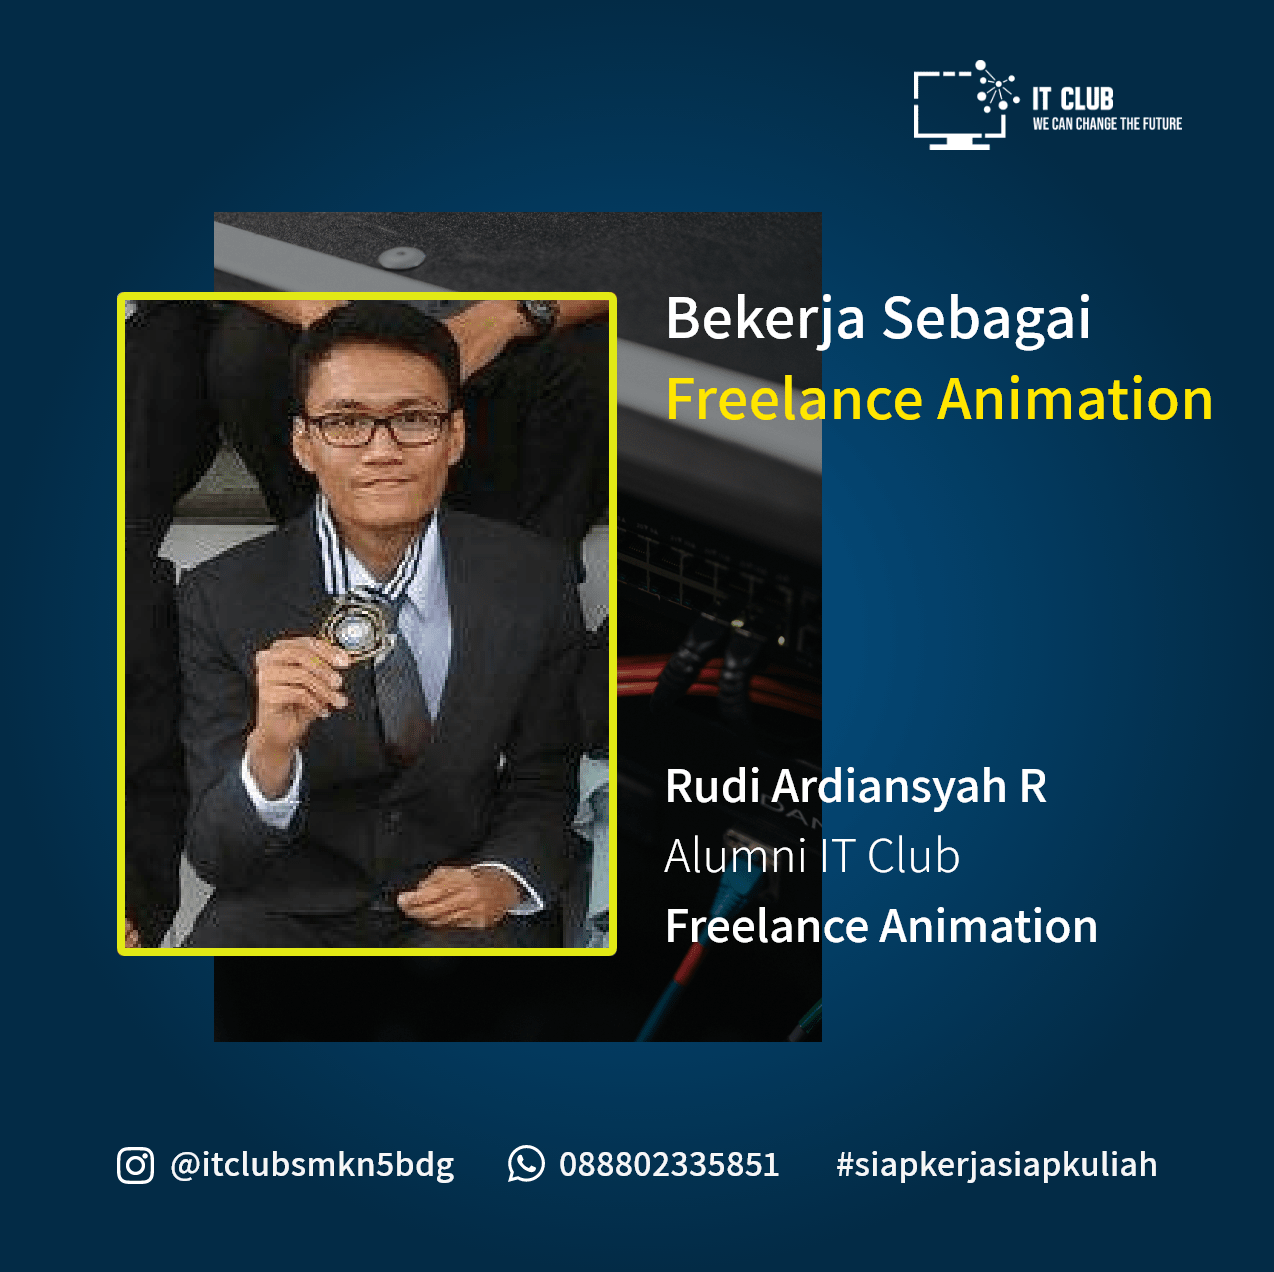 IT CLUB
WE CAN CHANGE THE FUTURE
Bekerja Sebagai
Freelance Animation
Rudi Ardiansyah R
Alumni IT Club
Freelance Animation
@itclubsmkn5bdg
088802335851
#siapkerjasiapkuliah